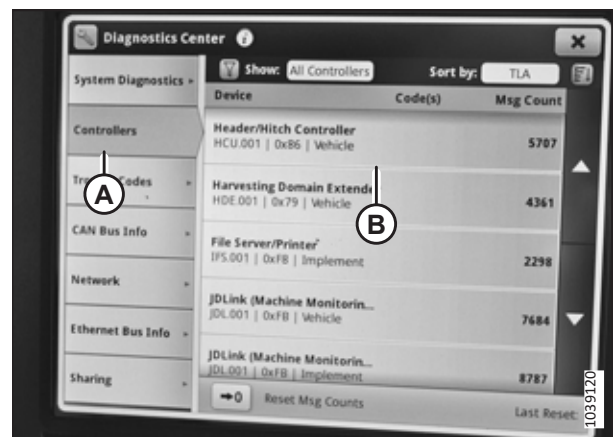 Diagnostics Center
Show: All Controllers Sort by: TLA
System Diagnostics
Device Code(s) Msg Count
Controllers
Header/Hitch Controller
HCU.001 | 0x86 | Vehicle 5707
A
Codes
Harvesting Domain
HDE.001 | 0x79 | Vehicle 4361
B
CAN Bus Info
File Server/Printer
IFS.001 | 0xFB | Implement 2298
Network
JDLink (Machine Monitorin...
JDL.001 | 0xFB | Vehicle 7684
Ethernet Bus Info
JDLink (Machine Monitorin...
JDL.001 | 0xFB | Implement 8787
Sharing
→0 Reset Msg Counts Last Reset:
1039120